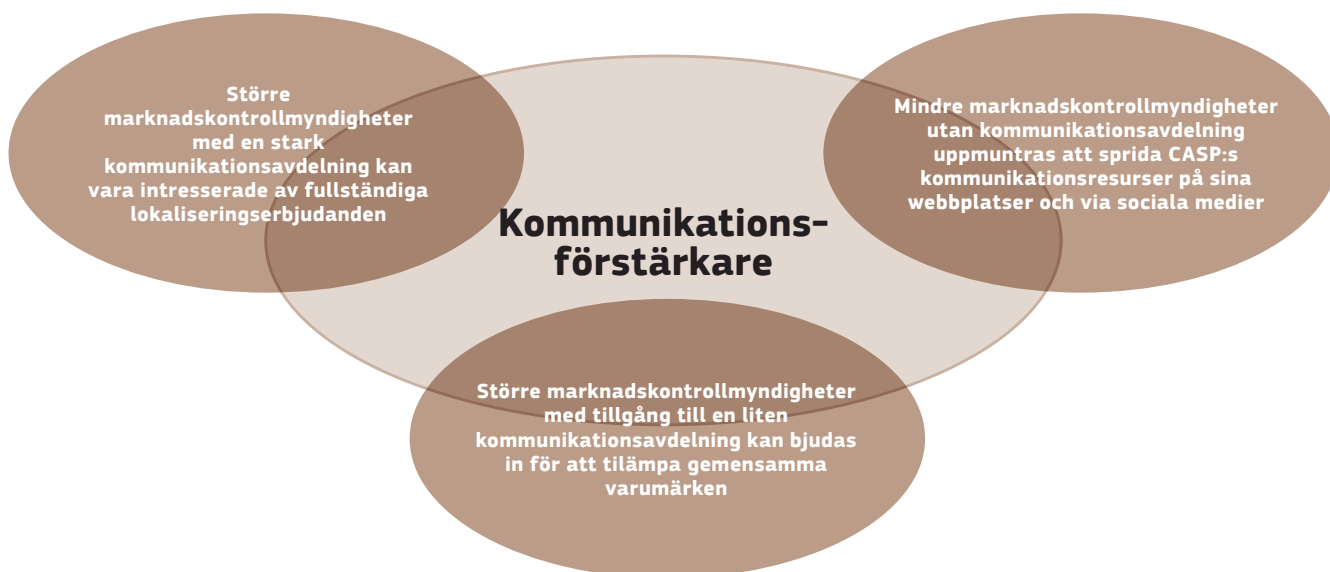 Större
marknadskontrollmyndigheter
med en stark
kommunikationsavdelning kan
vara intresserade av fullständiga
lokaliseringserbjudanden
Mindre marknadskontrollmyndigheter
utan kommunikationsavdelning
uppmuntras att sprida CASP:s
kommunikationsresurser på sina
webbplatser och via sociala medier
Kommunikations-
förstärkare
Större marknadskontrollmyndigheter
med tillgång till en liten
kommunikationsavdelning kan bjudas
in för att tilämpa gemensamma
varumärken